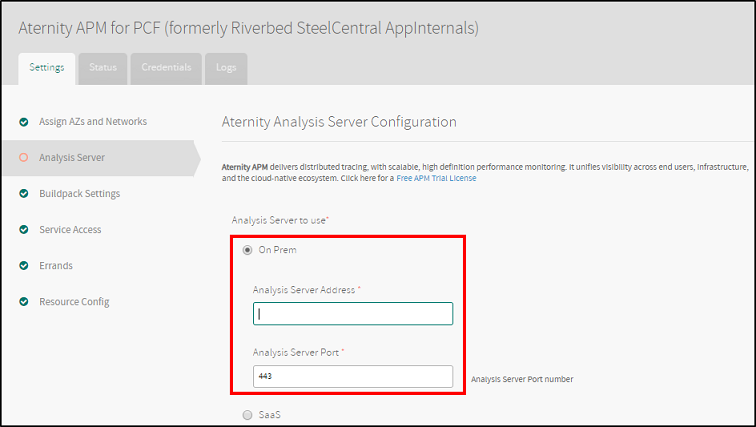 Aternity APM for PCF (formerly Riverbed SteelCentral AppInternals)
Settings
Status
Credentials
Logs
Assign AZs and Networks
Analysis Server
Buildpack Settings
Service Access
Errands
Resource Config
Aternity Analysis Server Configuration
Aternity APM delivers distributed tracing, with scalable, high definition performance monitoring. It unifies visibility across end users, infrastructure,
and the cloud-native ecosystem. Click here for a Free APM Trial License
Analysis Server to use*
On Prem
Analysis Server Address *
Analysis Server Port *
443
Analysis Server Port number
SaaS